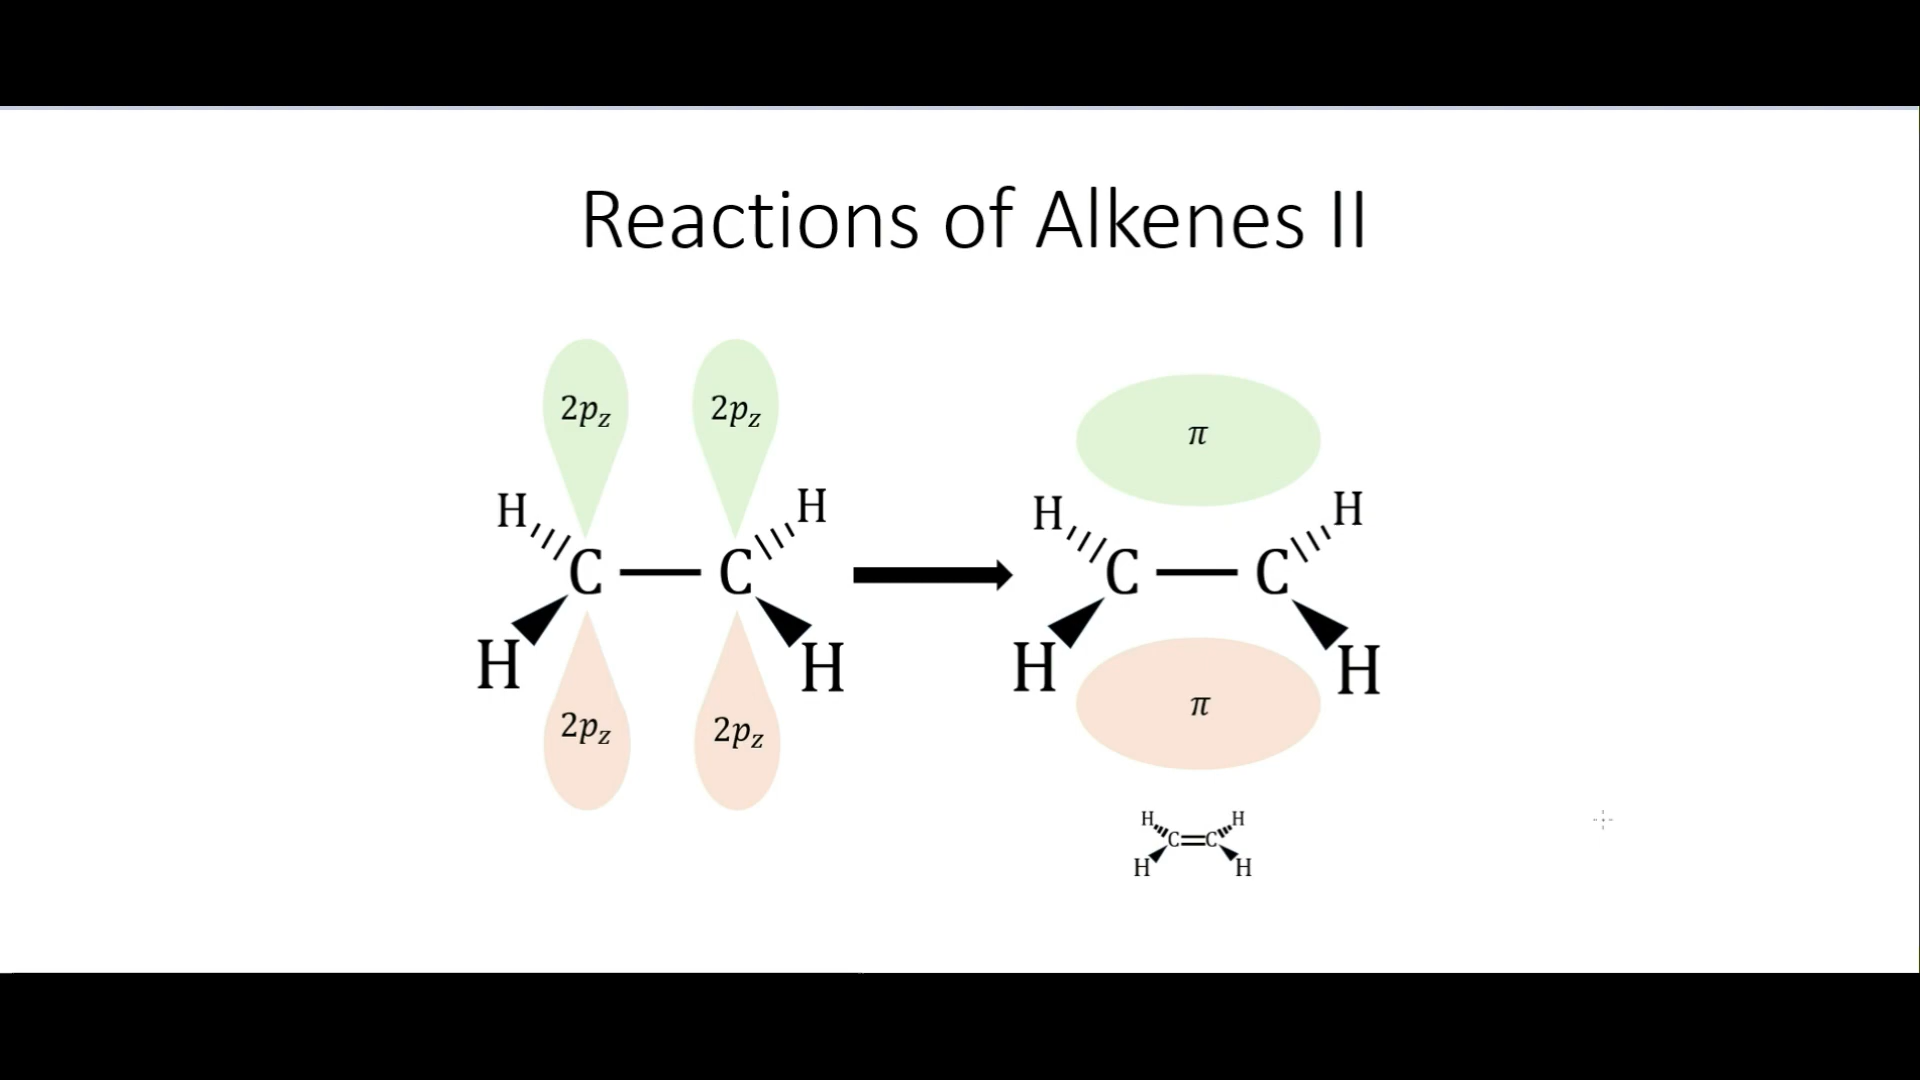 Reactions of Alkenes II
2p_z 2p_z
π
H H H H
C — C C — C
H H H H
2p_z 2p_z
π
H H
C=C
H H